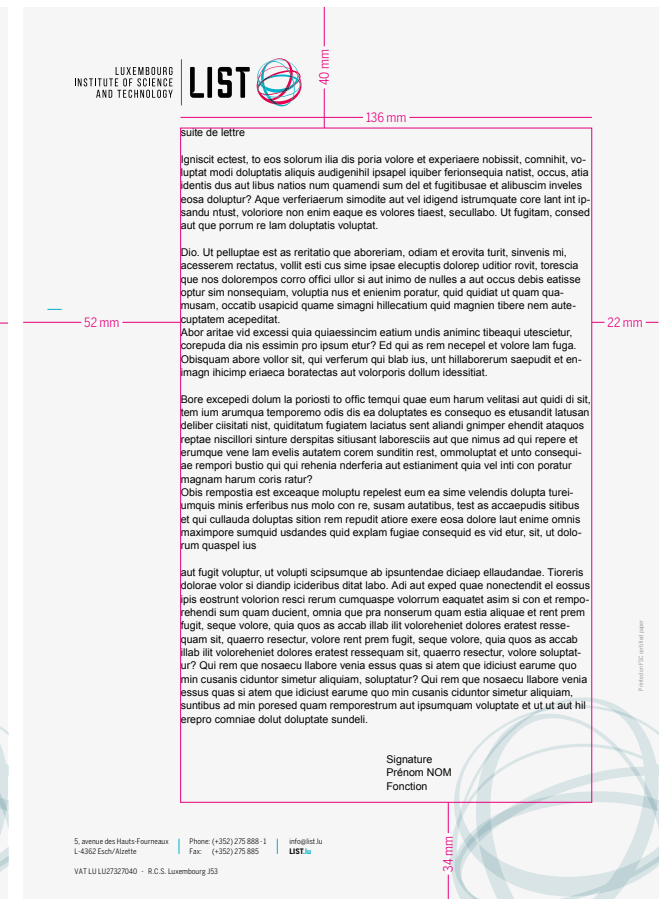 LUXEMBOURG
INSTITUTE OF SCIENCE
AND TECHNOLOGY
LIST
40 mm
136 mm
suite de lettre
Igniscit ectest, to eos solorum ilia dis poria volore et experiaere nobissit, comnihit, vo-
luptat modi doluptatis aliquis audigenihil ipsapel iquiber ferionsequia natist, occus, atia
identis dus aut libus natios num quamendi sum del et fugitibusae et alibuscim inveles
eosa doluptur? Aque verferiaerum simodite aut vel idigend istrumquate core lant int ip-
sandu ntust, voloriore non enim eaque es volores tiaest, secullabo. Ut fugitam, consed
aut que porrum re lam doluptatis voluptat.
Dio. Ut pelluptae est as reritatio que aboreriam, odiam et erovita turit, sinvenis mi,
acesserem rectatus, vollit esti cus sime ipsae elecuptis dolorep uditior rovit, torescia
que nos dolorempos corro offici ullor si aut inimo de nulles a aut occus debis eatisse
optur sim nonsequiam, voluptia nus et enienim poratur, quid quidiat ut quam qua-
musam, occatib usapicid quame simagni hillecatium quid magnien tibere nem aute-
cuptatem acepeditat.
Abor aritae vid excessi quia quiaessincim eatium undis animinc tibeaqui utescietur,
corepuda dia nis essimin pro ipsum etur? Ed qui as rem necepel et volore lam fuga.
Obisquam abore vollor sit, qui verferum qui blab ius, unt hillaborerum saepudit et en-
imagn ihicimp eriaeca boratectas aut volorporis dollum idessitiat.
52 mm
22 mm
Bore excepedi dolum la poriosti to offic temqui quae eum harum velitasi aut quidi di sit,
tem ium arumqua temporemo odis dis ea doluptates es consequo es etusandit latusan
deliber ciisitati nist, quiditatum fugiatem laciatus sent aliandi gnimper ehendit ataquos
reptae niscillori sinture derspitas sitiusant laboresciis aut que nimus ad qui repere et
erumque vene lam evelis autatem corem sunditin rest, ommoluptat et unto consequi-
ae rempori bustio qui qui rehenia nderferia aut estianiment quia vel inti con poratur
magnam harum coris ratur?
Obis remporestia est exceaque moluptu repelest eum ea sime velendis dolupta turei-
umquis minis erferibus nus molo con re, susam autatibus, test as accaepudis sitibus
et qui cullauda doluptas sition rem repudit atiore exere eosa dolore laut enime omnis
maximpore sumquid usdandes quid explam fugiae consequid es vid etur, sit, ut dolo-
rum quaspel ius
aut fugit voluptur, ut volupti scipsumque ab ipsuntendae diciaep ellaudandae. Tioreris
dolorae volor si diandip icideribus ditat labo. Adi aut exped quae nonectendit el eossus
ipis eostrunt volorion resci rerum cumquaspe volorrum eaquatet asim si con et rempo-
rehendi sum quam ducient, omnia que pra nonserum quam estia aliquae et rent prem
fugit, seque volore, quia quos as accab illab ilit voloreheniet dolores eratest resse-
quam sit, quaerro resectur, volore rent prem fugit, seque volore, quia quos as accab
illab ilit voloreheniet dolores eratest ressequam sit, quaerro resectur, volore soluptat-
ur? Qui rem que nosaecu llabore venia essus quas si atem que idiciust earume quo
min cusanis ciduntor simetur aliquiam, soluptatur? Qui rem que nosaecu llabore venia
essus quas si atem que idiciust earume quo min cusanis ciduntor simetur aliquiam,
suntibus ad min poresed quam remporestrum aut ipsumquam voluptate et ut ut aut hil
erepro comniae dolut doluptate sundeli.
Printed on FSC certified paper
Signature
Prénom NOM
Fonction
34 mm
5, avenue des Hauts-Fourneaux
L-4362 Esch/Alzette
Phone: (+352) 275 888 - 1
Fax: (+352) 275 885
info@list.lu
LIST.lu
VAT LU LU27327040 - R.C.S. Luxembourg J53